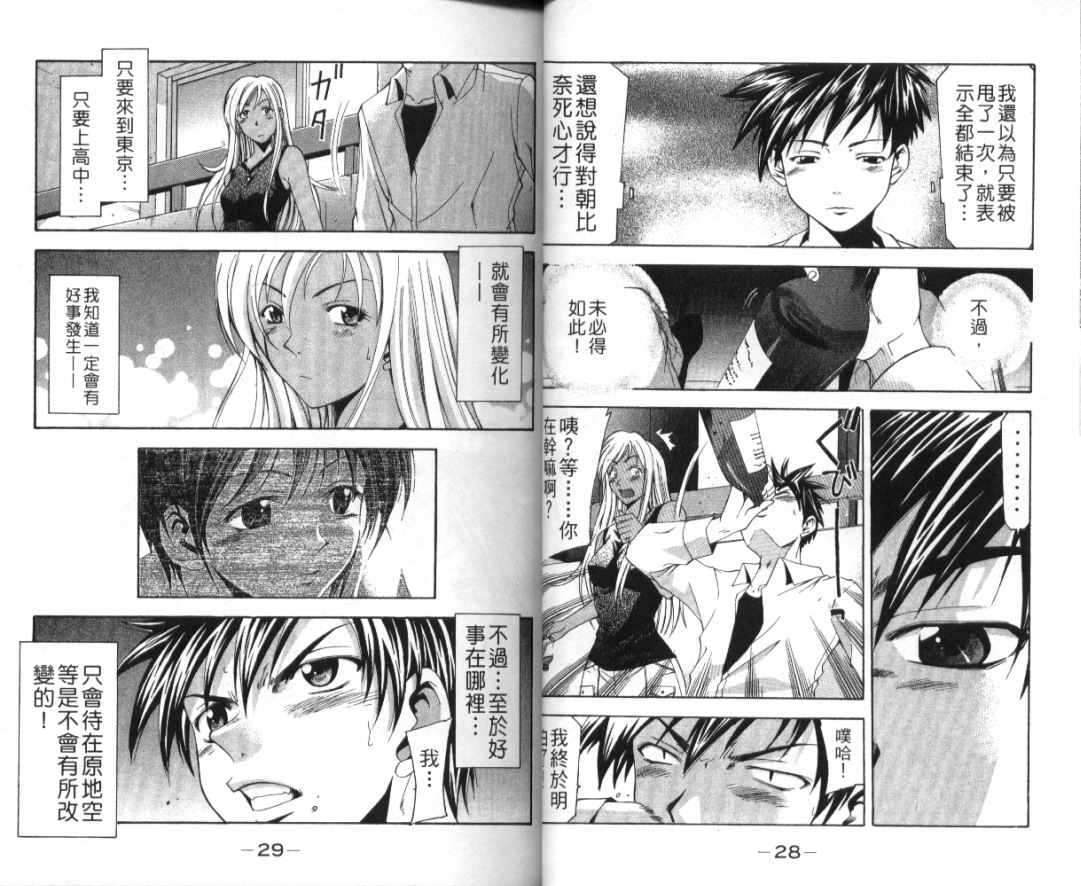 我還以為只要被
甩了一次，就表
示全都結束了…
還想說得對朝比
奈死心才行…
不過，
未必得
如此！
………
咦？等……你
在幹嘛啊？
噗哈！
我終於明
－28－
ガタ
只要來到東京…
只要上高中…
就會有所變化
——
我知道一定會有
好事發生——
不過…至於好
事在哪裡…
我…
只會待在原地空
等是不會有所改
變的！
－29－